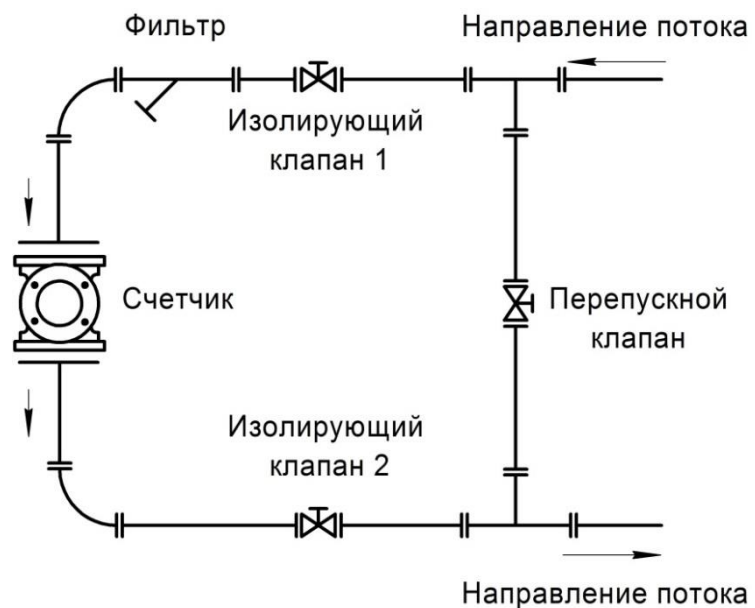 Фильтр
Направление потока
Изолирующий
клапан 1
Счетчик
Перепускной
клапан
Изолирующий
клапан 2
Направление потока